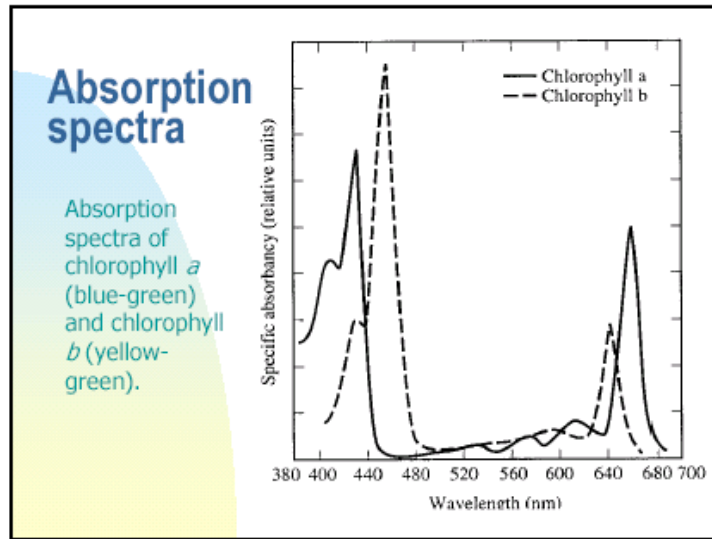 Absorption
spectra
Absorption
spectra of
chlorophyll a
(blue-green)
and chlorophyll
b (yellow-
green).
Chlorophyll a
Chlorophyll b
Specific absorbancy (relative units)
380 400 440 480 520 560 600 640 680 700
Wavelength (nm)